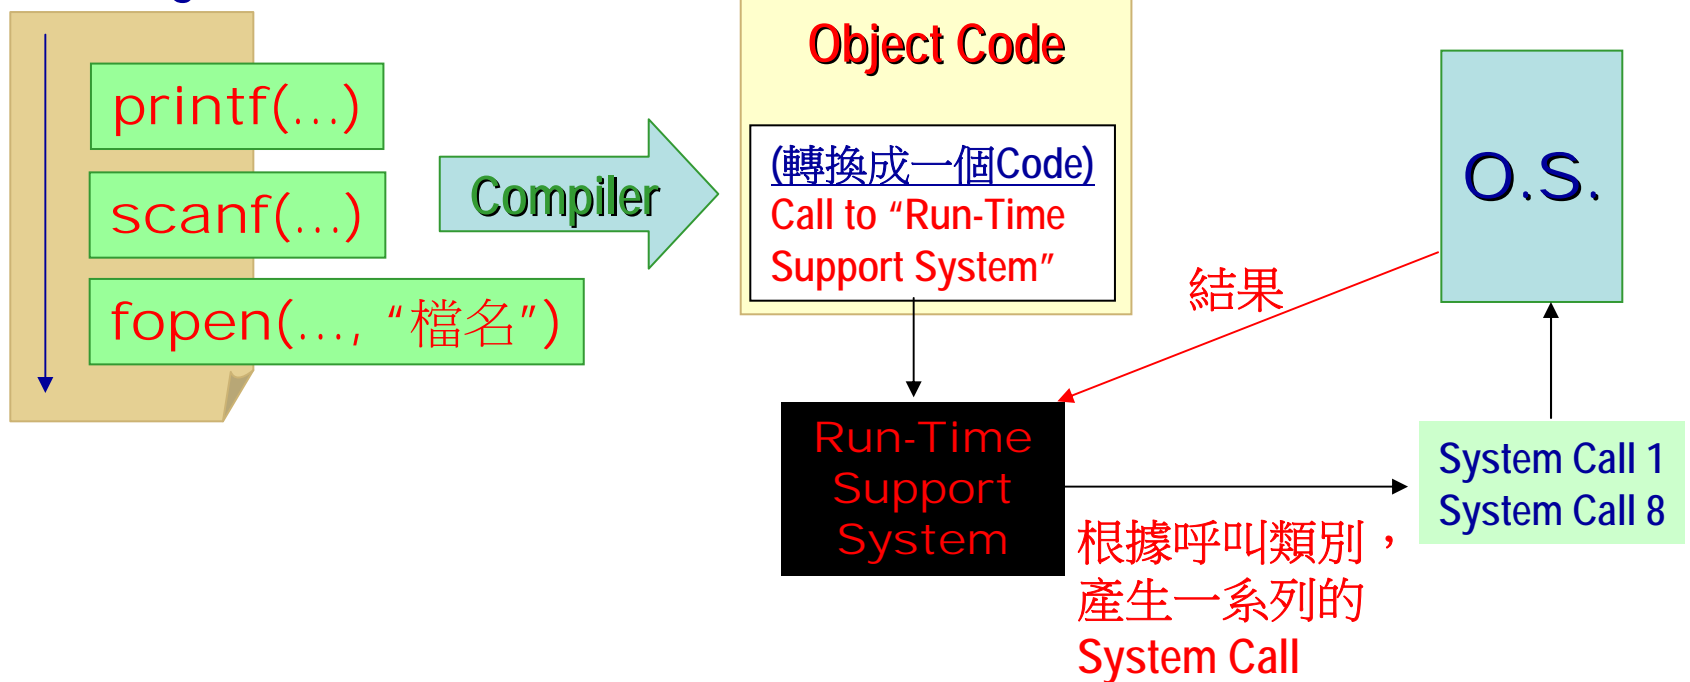 printf(...)
scanf(...)
fopen(..., “檔名”)
Compiler
Object Code
(轉換成一個Code)
Call to “Run-Time
Support System”
Run-Time
Support
System
根據呼叫類別，
產生一系列的
System Call
System Call 1
System Call 8
O.S.
結果